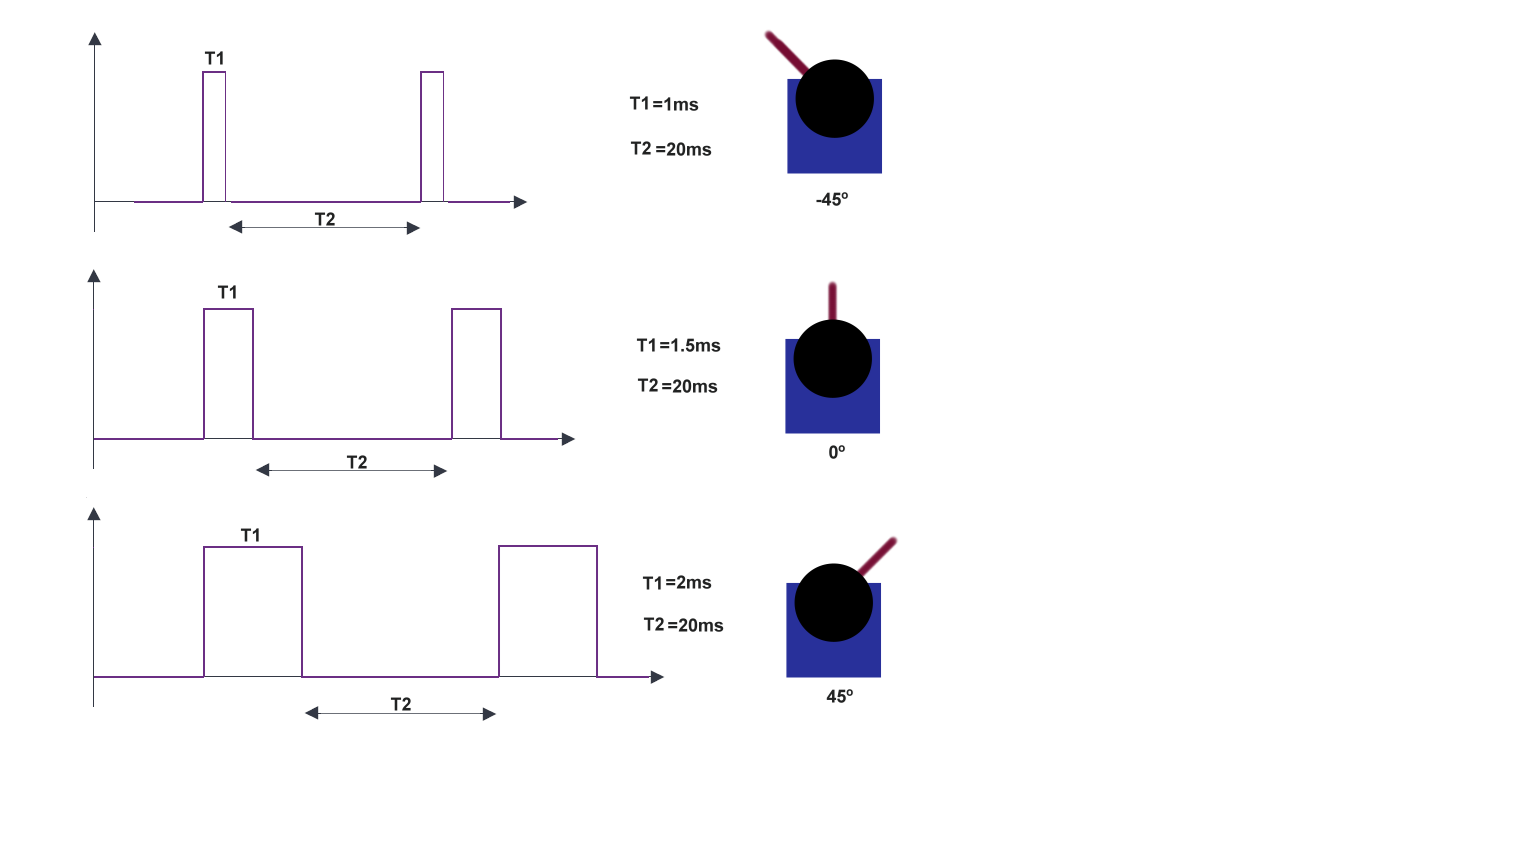 T1
T1 =1ms
T2 =20ms
T2
-45º
T1
T1 =1.5ms
T2 =20ms
T2
0º
T1
T1 =2ms
T2 =20ms
T2
45º